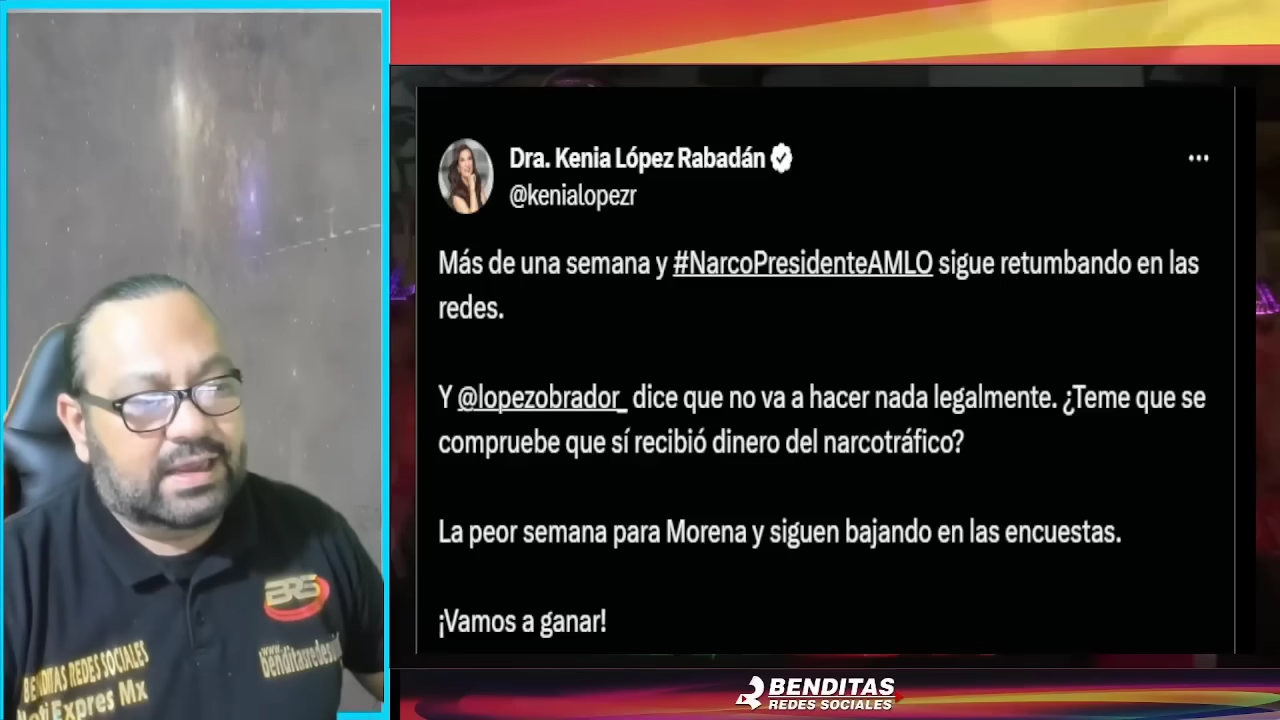 Dra. Kenia López Rabadán
@kenialopezr
Más de una semana y #NarcoPresidenteAMLO sigue retumbando en las
redes.
Y @lopezobrador_ dice que no va a hacer nada legalmente. ¿Teme que se
compruebe que sí recibió dinero del narcotráfico?
La peor semana para Morena y siguen bajando en las encuestas.
¡Vamos a ganar!
BRS
BENDITAS REDES SOCIALES
Noti Expres Mx
www.
BENDITAS
REDES SOCIALES